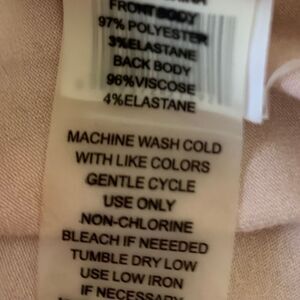 FRONT BODY
97% POLYESTER
3%ELASTANE
BACK BODY
96%VISCOSE
4%ELASTANE
MACHINE WASH COLD
WITH LIKE COLORS
GENTLE CYCLE
USE ONLY
NON-CHLORINE
BLEACH IF NEEEDED
TUMBLE DRY LOW
USE LOW IRON
IF NECESSARY